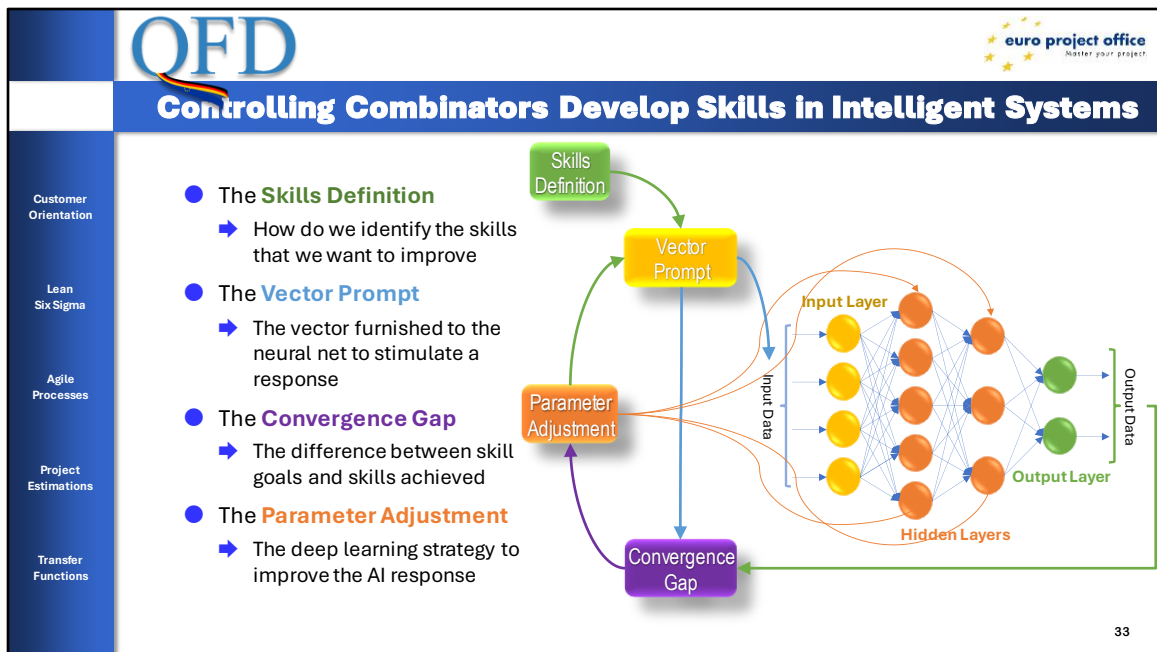 QFD
euro project office
Master your project
Controlling Combinators Develop Skills in Intelligent Systems
Customer
Orientation
Lean
Six Sigma
Agile
Processes
Project
Estimations
Transfer
Functions
The Skills Definition
How do we identify the skills
that we want to improve
The Vector Prompt
The vector furnished to the
neural net to stimulate a
response
The Convergence Gap
The difference between skill
goals and skills achieved
The Parameter Adjustment
The deep learning strategy to
improve the AI response
Skills
Definition
Vector
Prompt
Parameter
Adjustment
Convergence
Gap
Input Layer
Input Data
Hidden Layers
Output Layer
Output Data
33